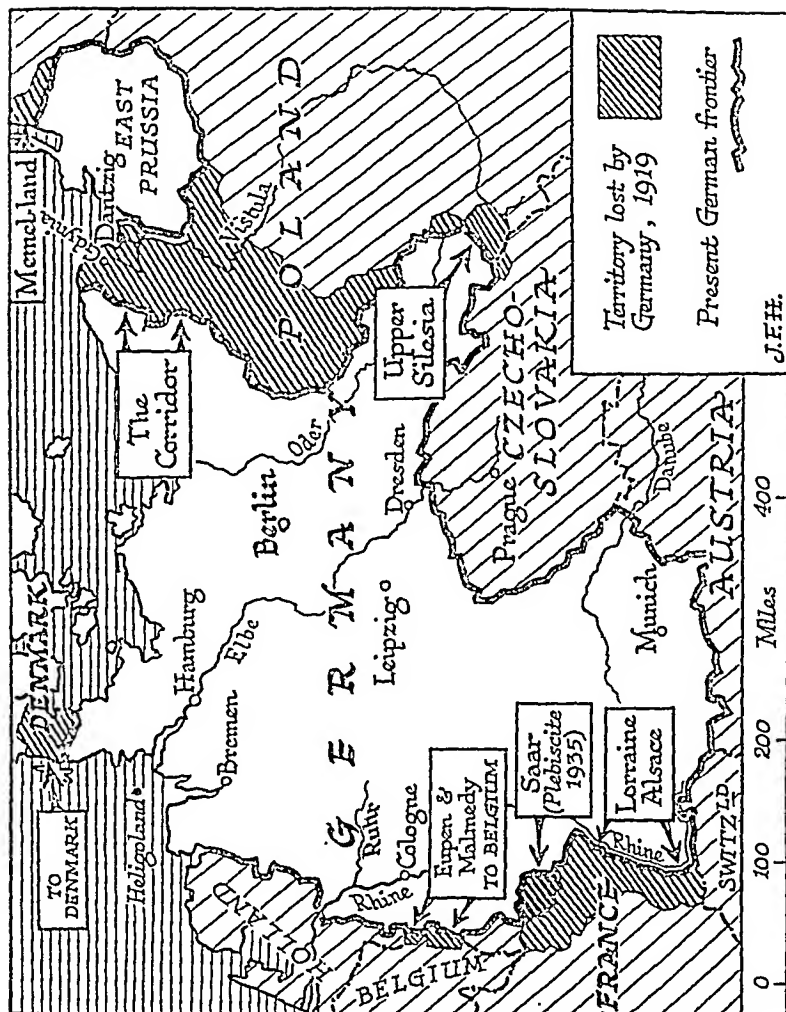 Memel land
Gdynia
Dantzig
EAST
PRUSSIA
Vistula
POLAND
The
Corridor
Upper
Silesia
DENMARK
TO
DENMARK
Heligoland
Hamburg
Elbe
Bremen
Berlin
Oder
GERMANY
Leipzig
Dresden
Ruhr
Cologne
Rhine
HOLLAND
BELGIUM
Eupen &
Malmedy
TO BELGIUM
Saar
(Plebiscite
1935)
Lorraine
Alsace
Rhine
FRANCE
SWITZLD.
Munich
Danube
AUSTRIA
Prague
CZECHO-
SLOVAKIA
Territory lost by
Germany, 1919
Present German frontier
J.F.H.
0 100 200 Miles 400